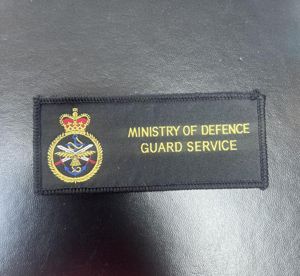 MINISTRY OF DEFENCE
GUARD SERVICE